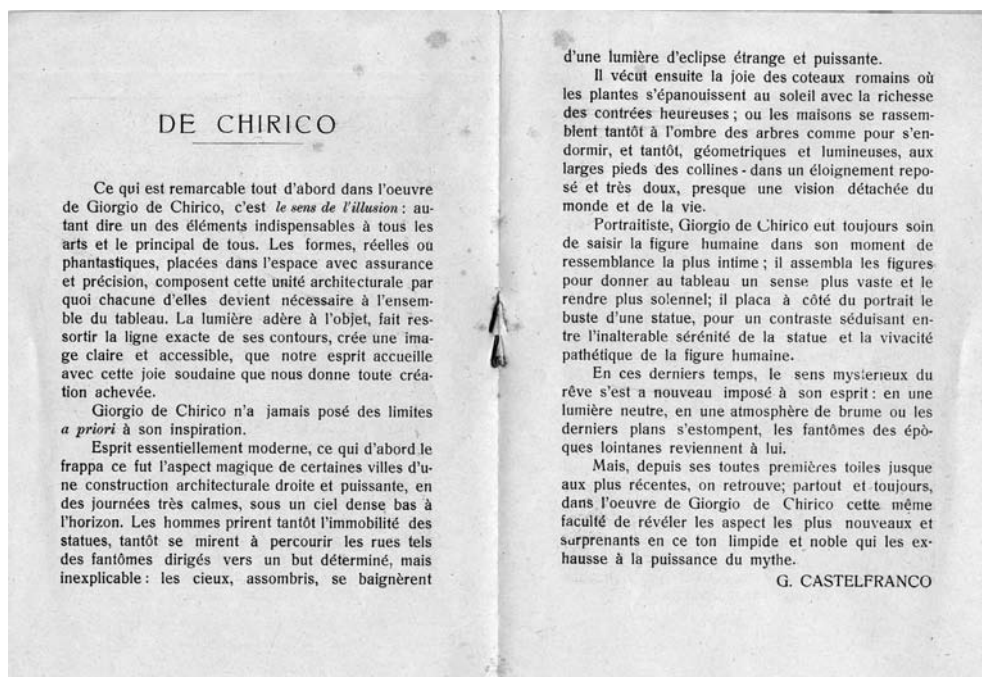 DE CHIRICO
Ce qui est remarcable tout d'abord dans l'oeuvre
de Giorgio de Chirico, c'est le sens de l'illusion : au-
tant dire un des éléments indispensables à tous les
arts et le principal de tous. Les formes, réelles ou
phantastiques, placées dans l'espace avec assurance
et précision, composent cette unité architecturale par
quoi chacune d'elles devient nécessaire à l'ensem-
ble du tableau. La lumière adère à l'objet, fait res-
sortir la ligne exacte de ses contours, crée une ima-
ge claire et accessible, que notre esprit accueille
avec cette joie soudaine que nous donne toute créa-
tion achevée.
Giorgio de Chirico n'a jamais posé des limites
a priori à son inspiration.
Esprit essentiellement moderne, ce qui d'abord le
frappa ce fut l'aspect magique de certaines villes d'u-
ne construction architecturale droite et puissante, en
des journées très calmes, sous un ciel dense bas à
l'horizon. Les hommes prirent tantôt l'immobilité des
statues, tantôt se mirent à percourir les rues tels
des fantômes dirigés vers un but déterminé, mais
inexplicable : les cieux, assombris, se baignèrent
d'une lumière d'eclipse étrange et puissante.
Il vécut ensuite la joie des coteaux romains où
les plantes s'épanouissent au soleil avec la richesse
des contrées heureuses ; ou les maisons se rassem-
blent tantôt à l'ombre des arbres comme pour s'en-
dormir, et tantôt, géometriques et lumineuses, aux
larges pieds des collines - dans un éloignement repo-
sé et très doux, presque une vision détachée du
monde et de la vie.
Portraitiste, Giorgio de Chirico eut toujours soin
de saisir la figure humaine dans son moment de
ressemblance la plus intime ; il assembla les figures
pour donner au tableau un sense plus vaste et le
rendre plus solennel; il placa à côté du portrait le
buste d'une statue, pour un contraste séduisant en-
tre l'inalterable sérénité de la statue et la vivacité
pathétique de la figure humaine.
En ces derniers temps, le sens mysterieux du
rêve s'est a nouveau imposé à son esprit : en une
lumière neutre, en une atmosphère de brume ou les
derniers plans s'estompent, les fantômes des épò-
ques lointanes reviennent à lui.
Mais, depuis ses toutes premières toiles jusque
aux plus récentes, on retrouve; partout et toujours,
dans l'oeuvre de Giorgio de Chirico cette même
faculté de révéler les aspect les plus nouveaux et
surprenants en ce ton limpide et noble qui les ex-
hausse à la puissance du mythe.
G. CASTELFRANCO